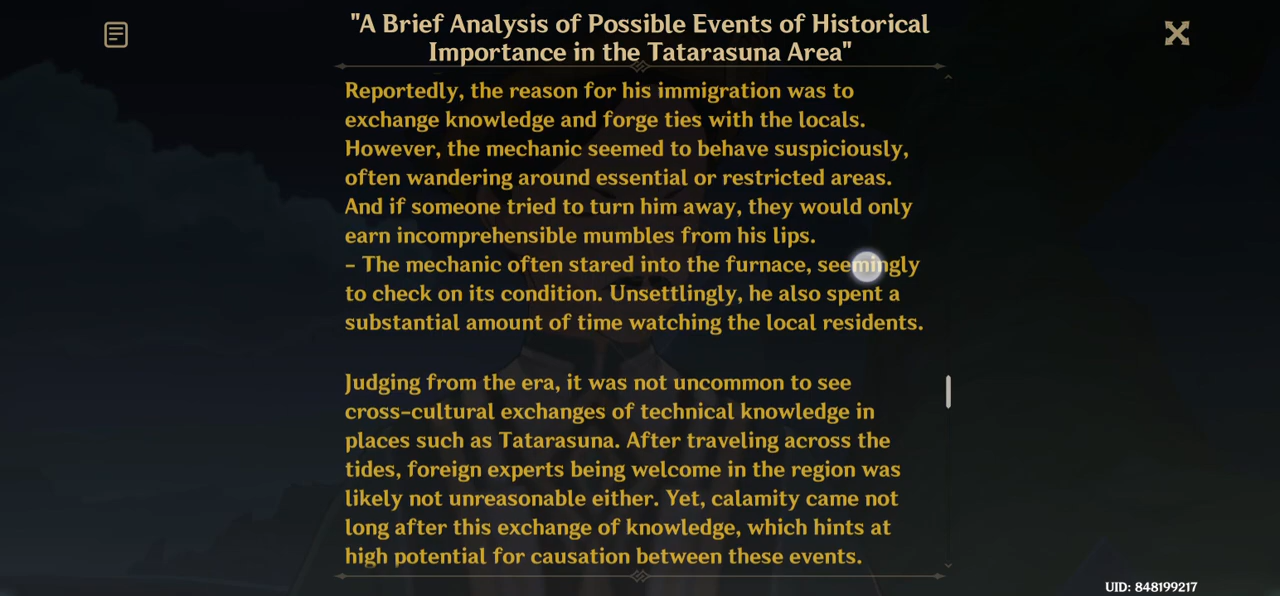 "A Brief Analysis of Possible Events of Historical
Importance in the Tatarasuna Area"
Reportedly, the reason for his immigration was to
exchange knowledge and forge ties with the locals.
However, the mechanic seemed to behave suspiciously,
often wandering around essential or restricted areas.
And if someone tried to turn him away, they would only
earn incomprehensible mumbles from his lips.
– The mechanic often stared into the furnace, seemingly
to check on its condition. Unsettlingly, he also spent a
substantial amount of time watching the local residents.
Judging from the era, it was not uncommon to see
cross-cultural exchanges of technical knowledge in
places such as Tatarasuna. After traveling across the
tides, foreign experts being welcome in the region was
likely not unreasonable either. Yet, calamity came not
long after this exchange of knowledge, which hints at
high potential for causation between these events.
UID: 848199217